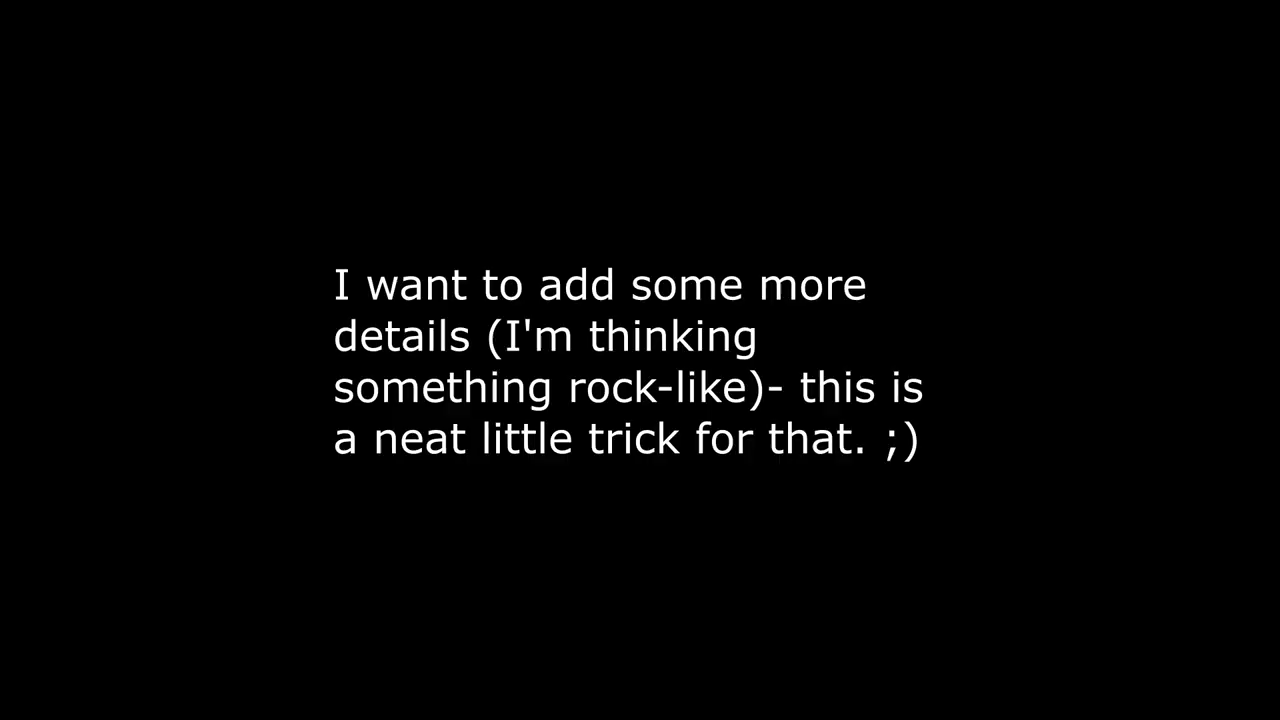 I want to add some more
details (I'm thinking
something rock-like)- this is
a neat little trick for that. ;)